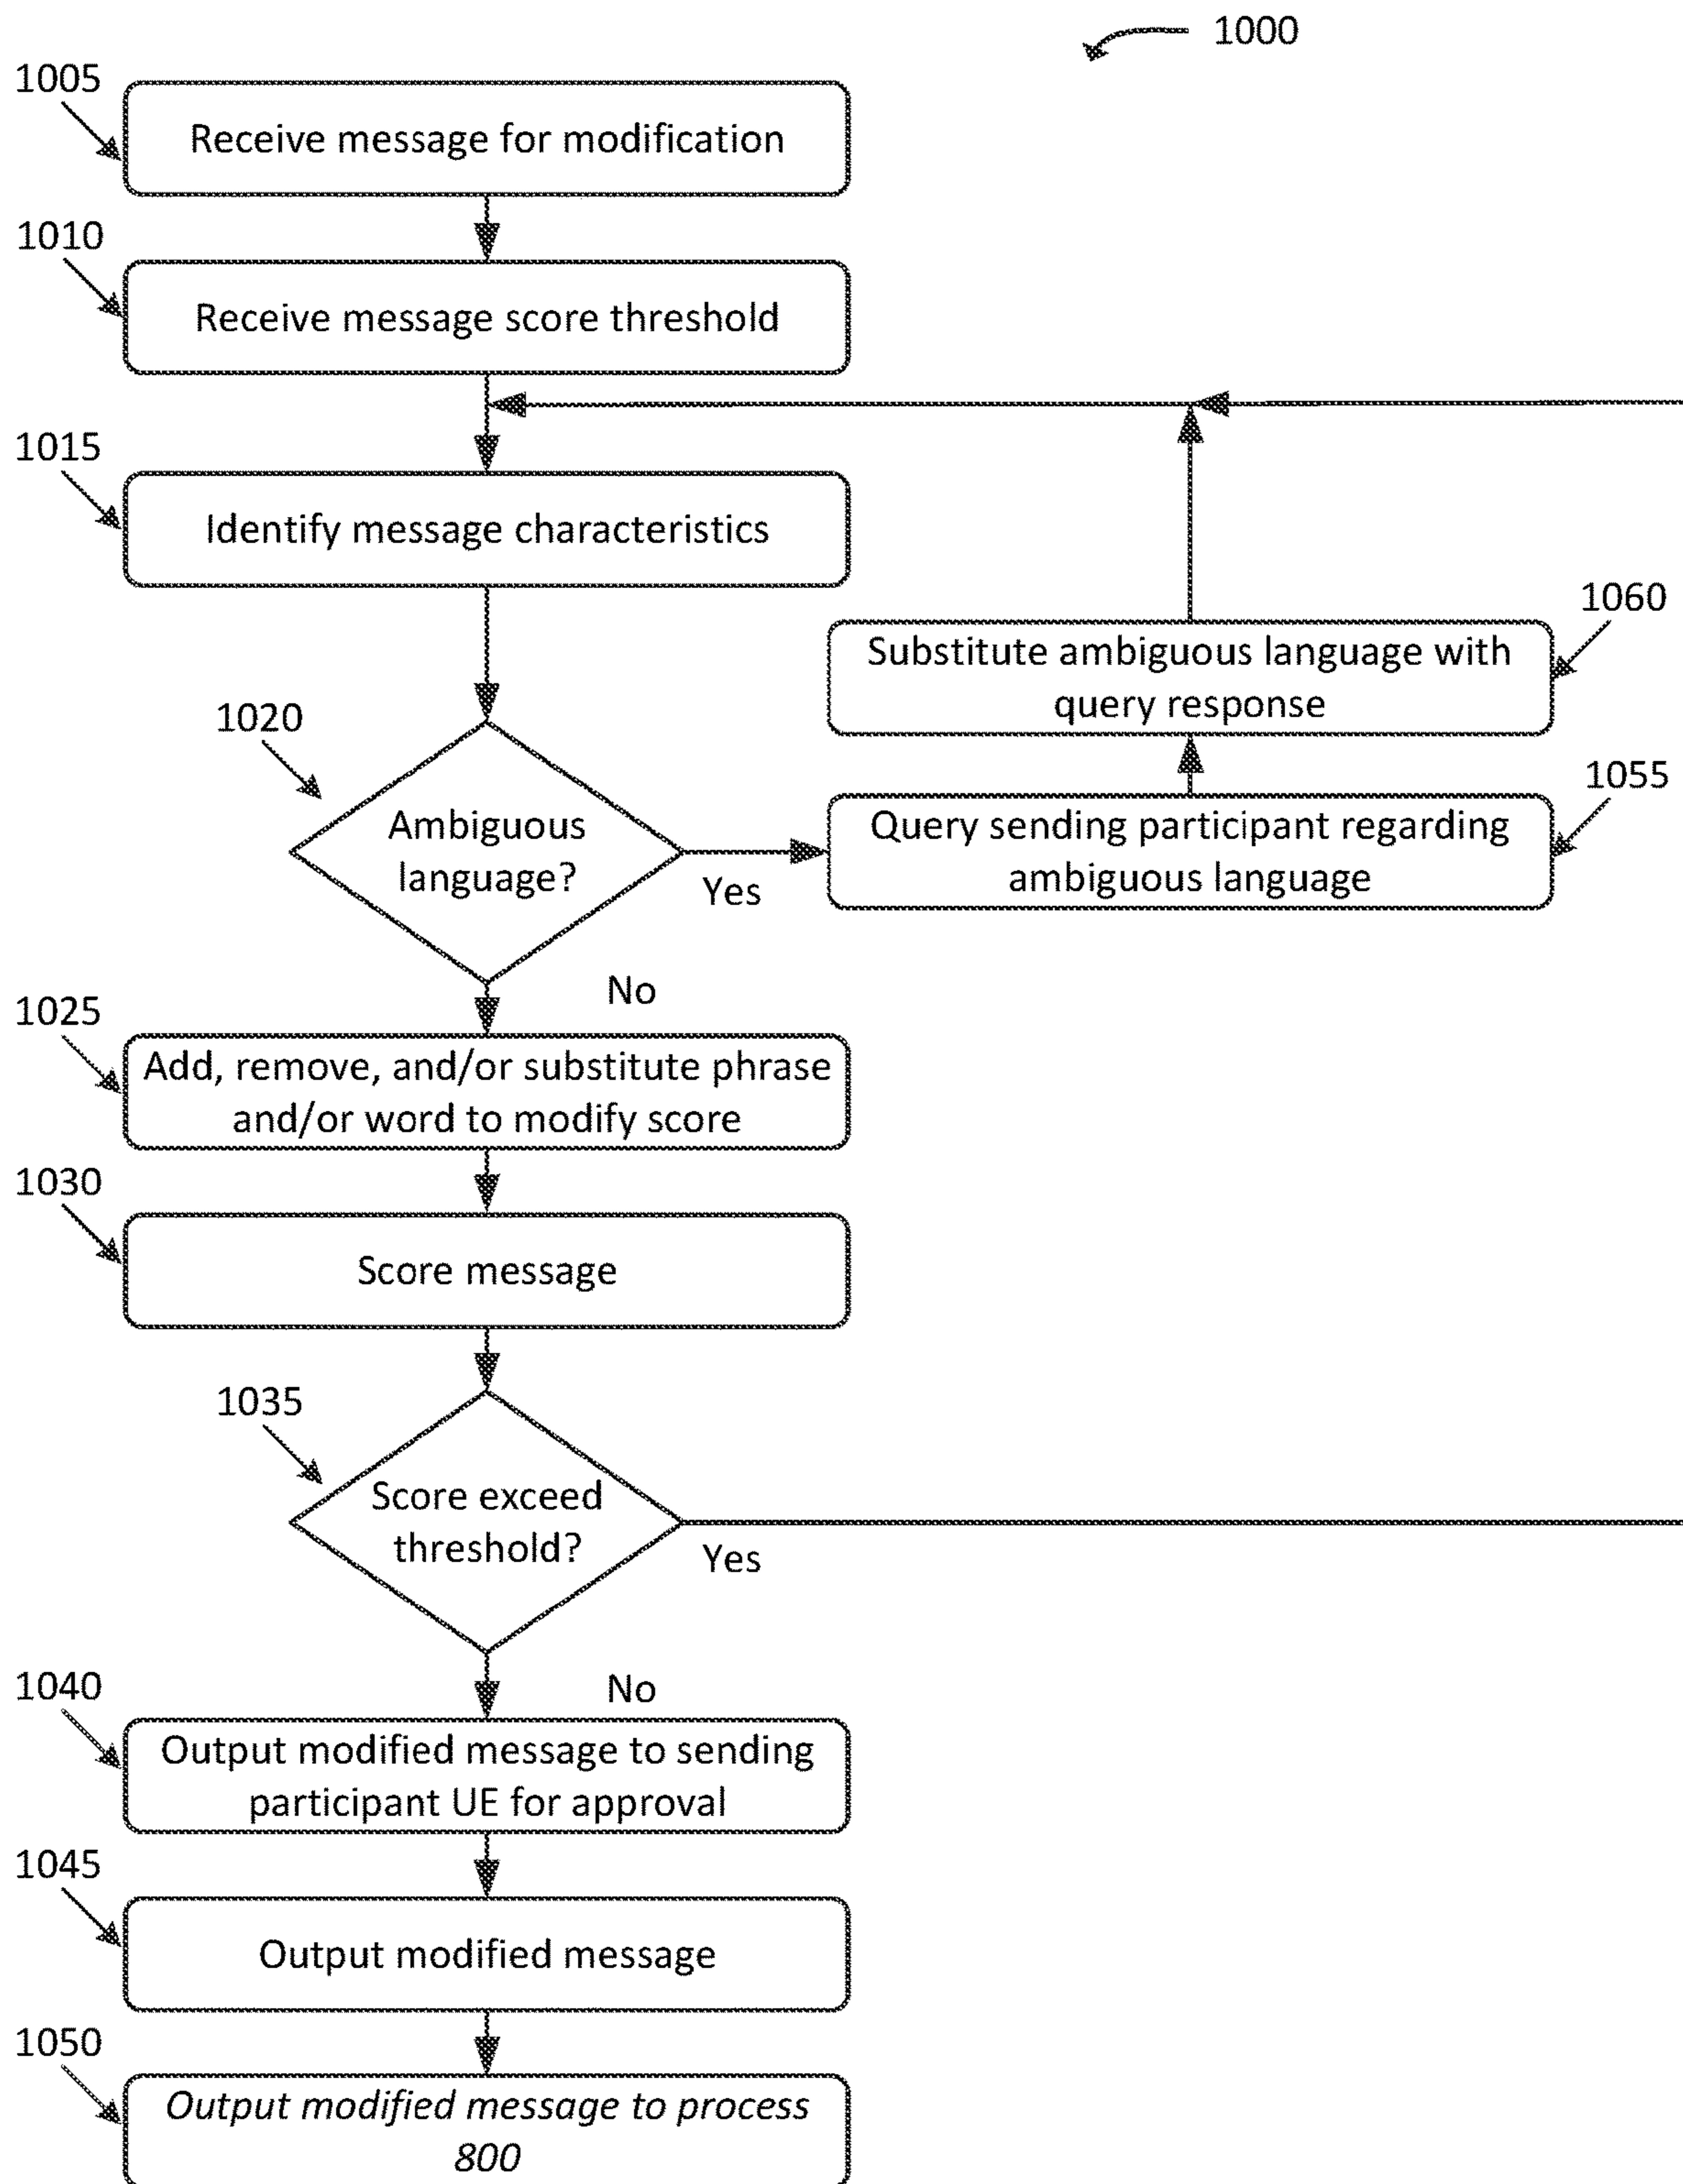 1000
1005
Receive message for modification
1010
Receive message score threshold
1015
Identify message characteristics
1060
Substitute ambiguous language with
query response
1020
1055
Ambiguous
language?
Yes
Query sending participant regarding
ambiguous language
No
1025
Add, remove, and/or substitute phrase
and/or word to modify score
1030
Score message
1035
Score exceed
threshold?
Yes
No
1040
Output modified message to sending
participant UE for approval
1045
Output modified message
1050
Output modified message to process
800